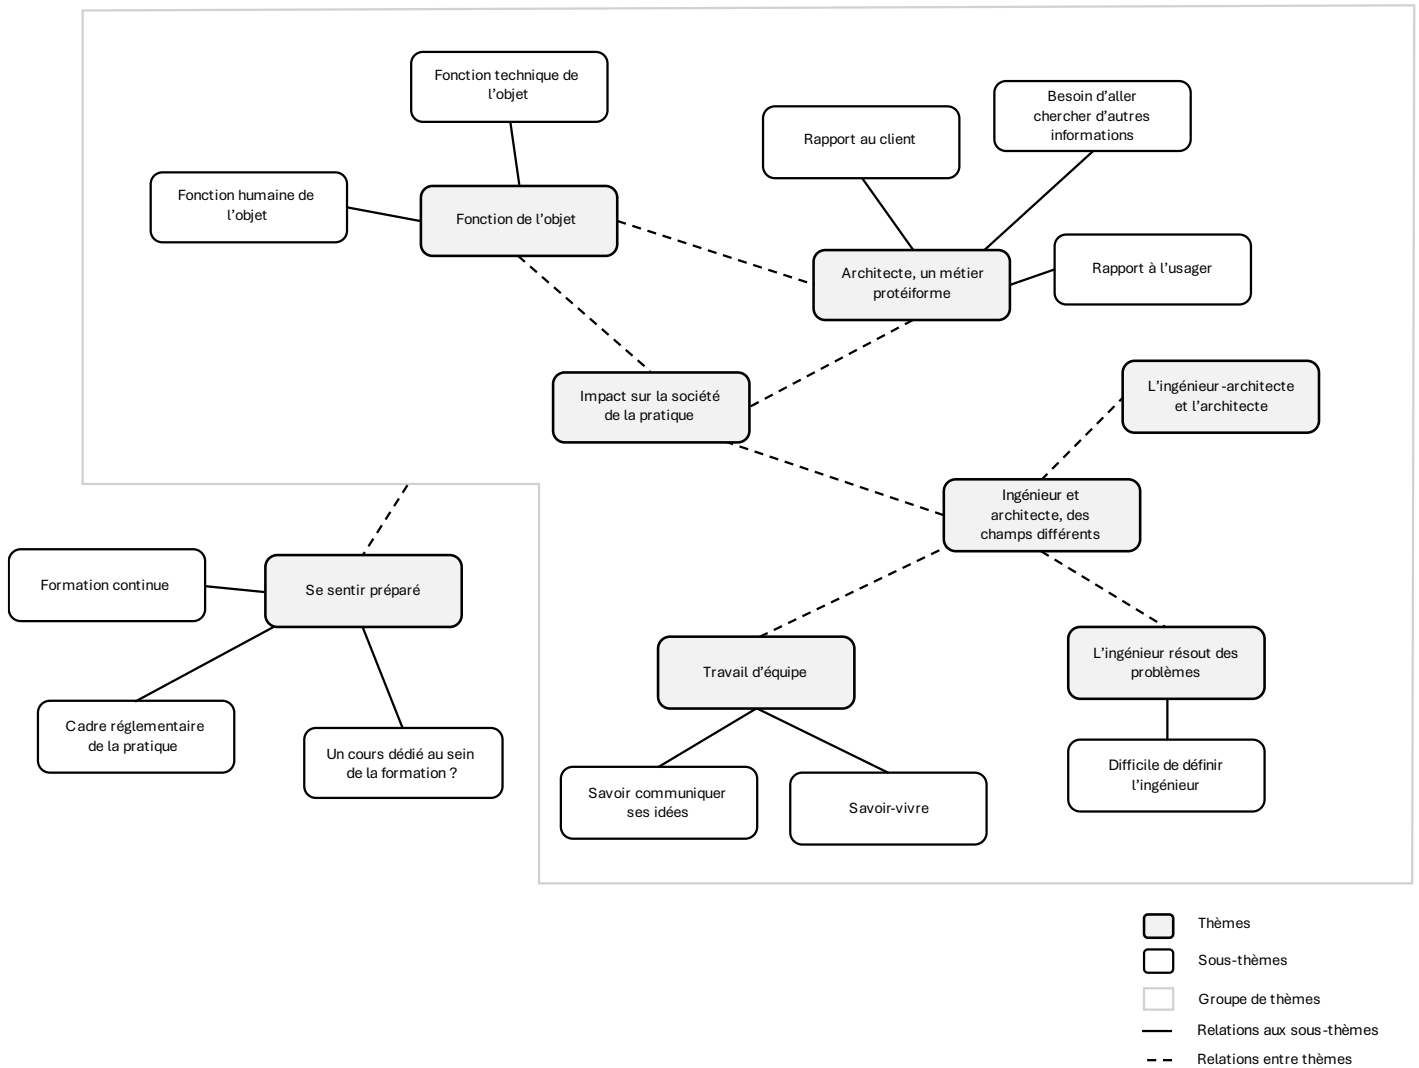 Fonction technique de
l’objet
Besoin d’aller
chercher d’autres
informations
Rapport au client
Fonction humaine de
l’objet
Fonction de l’objet
Architecte, un métier
protéiforme
Rapport à l’usager
Impact sur la société
de la pratique
L’ingénieur-architecte
et l’architecte
Ingénieur et
architecte, des
champs différents
Formation continue
Se sentir préparé
Travail d’équipe
L’ingénieur résout des
problèmes
Cadre réglementaire
de la pratique
Un cours dédié au sein
de la formation ?
Savoir communiquer
ses idées
Savoir-vivre
Difficile de définir
l’ingénieur
Thèmes
Sous-thèmes
Groupe de thèmes
Relations aux sous-thèmes
Relations entre thèmes